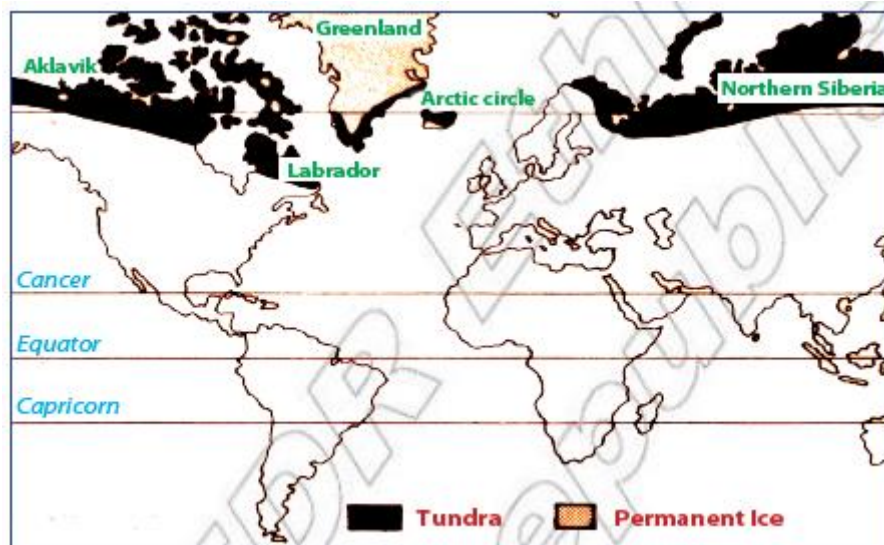 Greenland
Aklavik
Arctic circle
Northern Siberia
Labrador
Cancer
Equator
Capricorn
Tundra
Permanent Ice